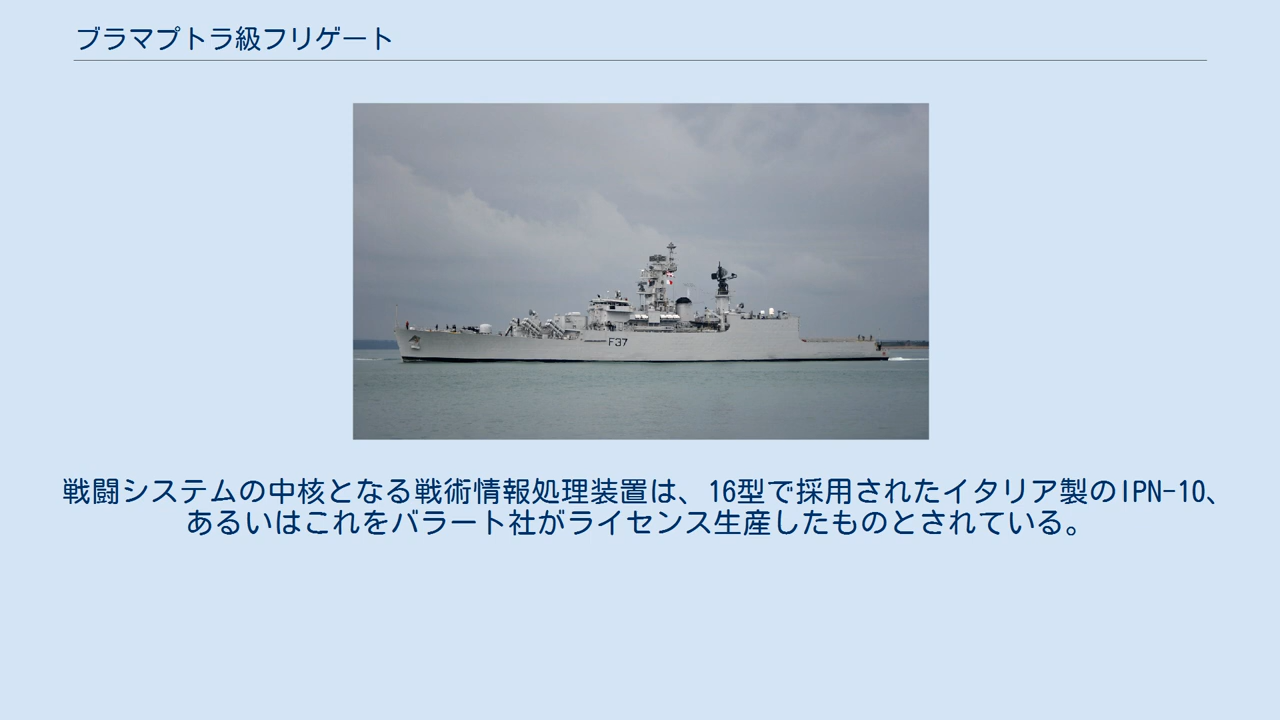 ブラマプトラ級フリゲート
F37
戦闘システムの中核となる戦術情報処理装置は、16型で採用されたイタリア製のIPN-10、
あるいはこれをバラート社がライセンス生産したものとされている。